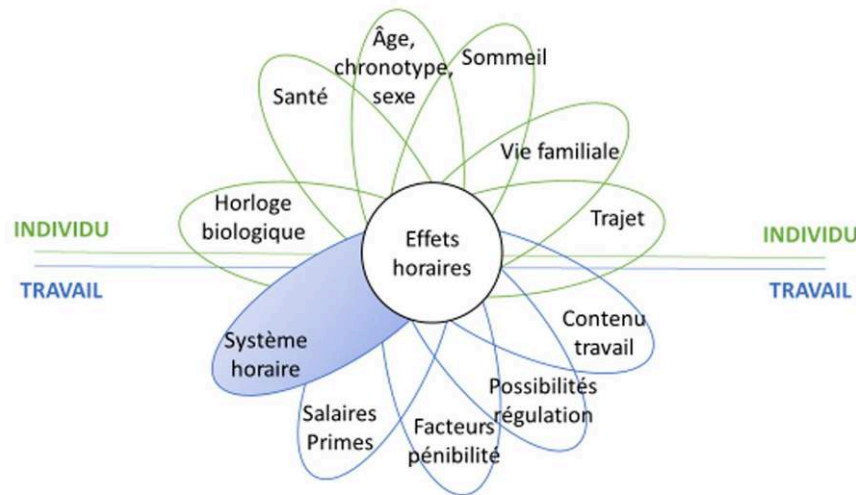 Âge,
chronotype,
sexe
Sommeil
Santé
Vie familiale
Horloge
biologique
Trajet
INDIVIDU
INDIVIDU
Effets
horaires
TRAVAIL
TRAVAIL
Système
horaire
Contenu
travail
Salaires
Primes
Facteurs
pénibilité
Possibilités
régulation